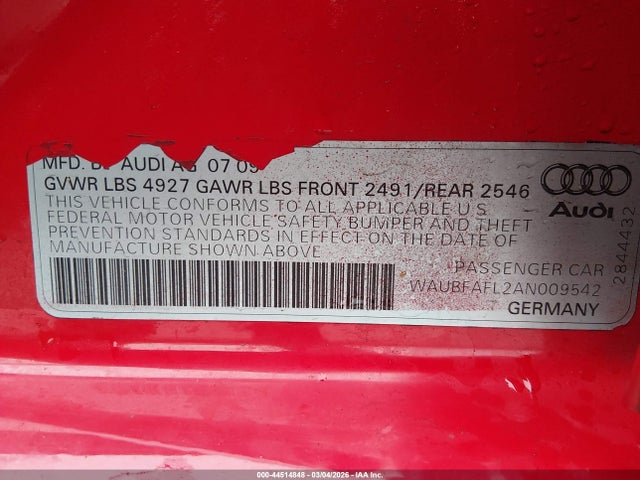 MFD. BY AUDI AG 07 09
GVWR LBS 4927 GAWR LBS FRONT 2491/REAR 2546
THIS VEHICLE CONFORMS TO ALL APPLICABLE U S
FEDERAL MOTOR VEHICLE SAFETY BUMPER AND THEFT
PREVENTION STANDARDS IN EFFECT ON THE DATE OF
MANUFACTURE SHOWN ABOVE
Audi
2844432
PASSENGER CAR
WAUBFAFL2AN009542
GERMANY
000-44514848 - 03/04/2026 - IAA Inc.